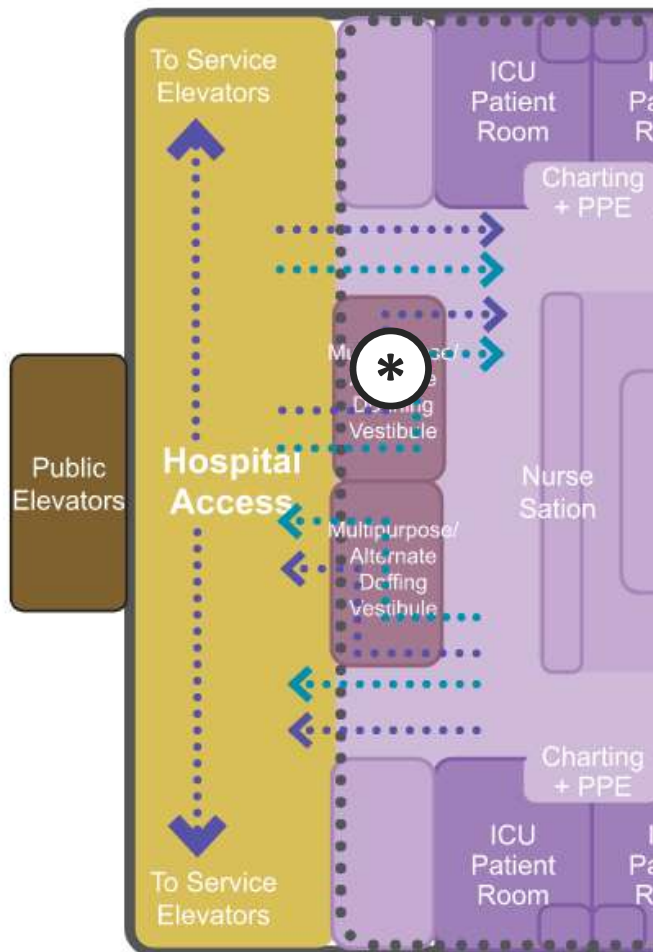 To Service
Elevators
ICU
Patient
Room
Charting
+ PPE
*
Vestibule
Public
Elevators
Hospital
Access
Nurse
Sation
Multipurpose/
Alternate
Doffing
Vestibule
Charting
+ PPE
ICU
Patient
Room
To Service
Elevators